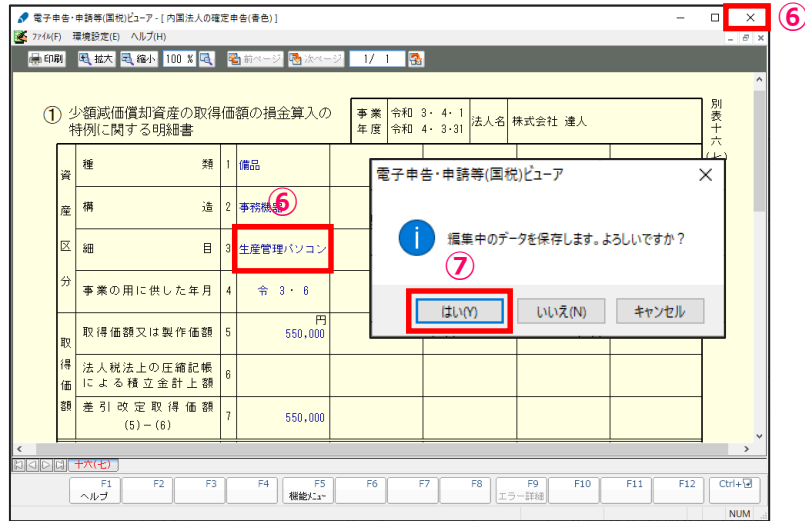 電子申告・申請等(国税)ビューア - [ 内国法人の確定申告(青色) ]
⑥
ファイル(F) 環境設定(E) ヘルプ(H)
印刷 拡大 縮小 100 % 前ページ 次ページ 1/ 1
① 少額減価償却資産の取得価額の損金算入の特例に関する明細書
事業年度 令和 3・ 4・ 1 令和 4・ 3・31 法人名 株式会社 達人
別表十六(七)
資産区分
種類 1 備品
構造 2 事務機器
⑥
細目 3 生産管理パソコン
事業の用に供した年月 4 令 3・ 6
取得価額
取得価額又は製作価額 5 円 550,000
法人税法上の圧縮記帳による積立金計上額 6
差引改定取得価額 (5)-(6) 7 550,000
電子申告・申請等(国税)ビューア
編集中のデータを保存します。よろしいですか?
⑦
はい(Y) いいえ(N) キャンセル
十六(七)
F1 ヘルプ F2 F3 F4 F5 機能メニュー F6 F7 F8 F9 エラー詳細 F10 F11 F12 Ctrl+
NUM